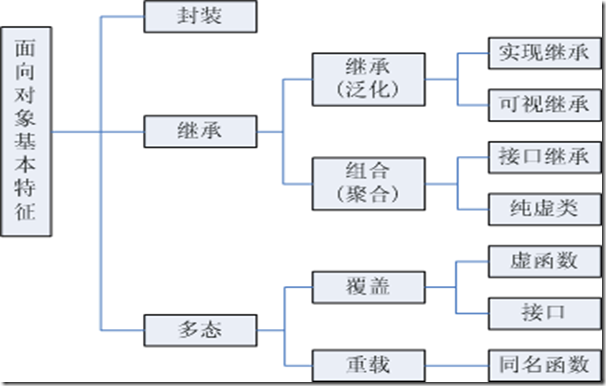 面向对象基本特征
封装
继承
继承
(泛化)
实现继承
可视继承
组合
(聚合)
接口继承
纯虚类
多态
覆盖
虚函数
接口
重载
同名函数